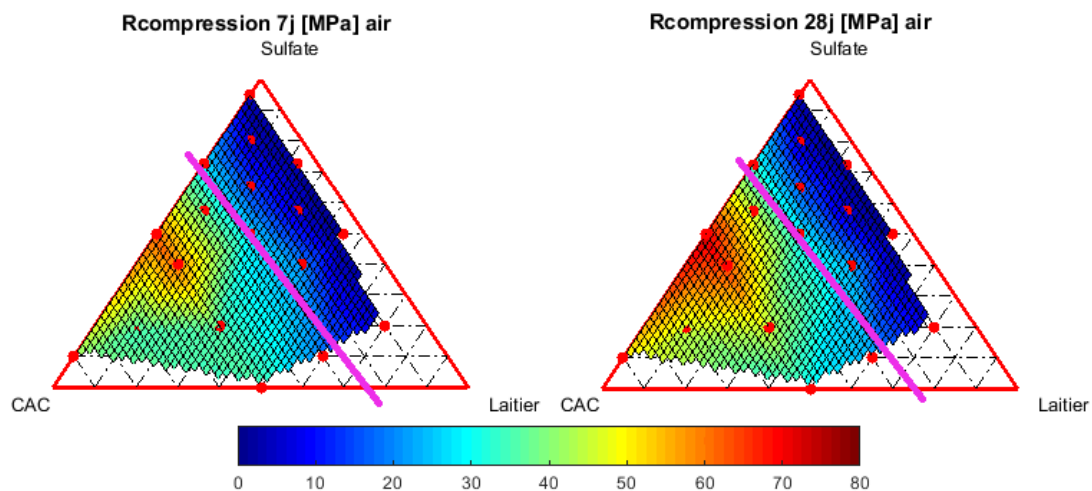 Rcompression 7j [MPa] air
Sulfate
CAC
Laitier
Rcompression 28j [MPa] air
Sulfate
CAC
Laitier
0 10 20 30 40 50 60 70 80